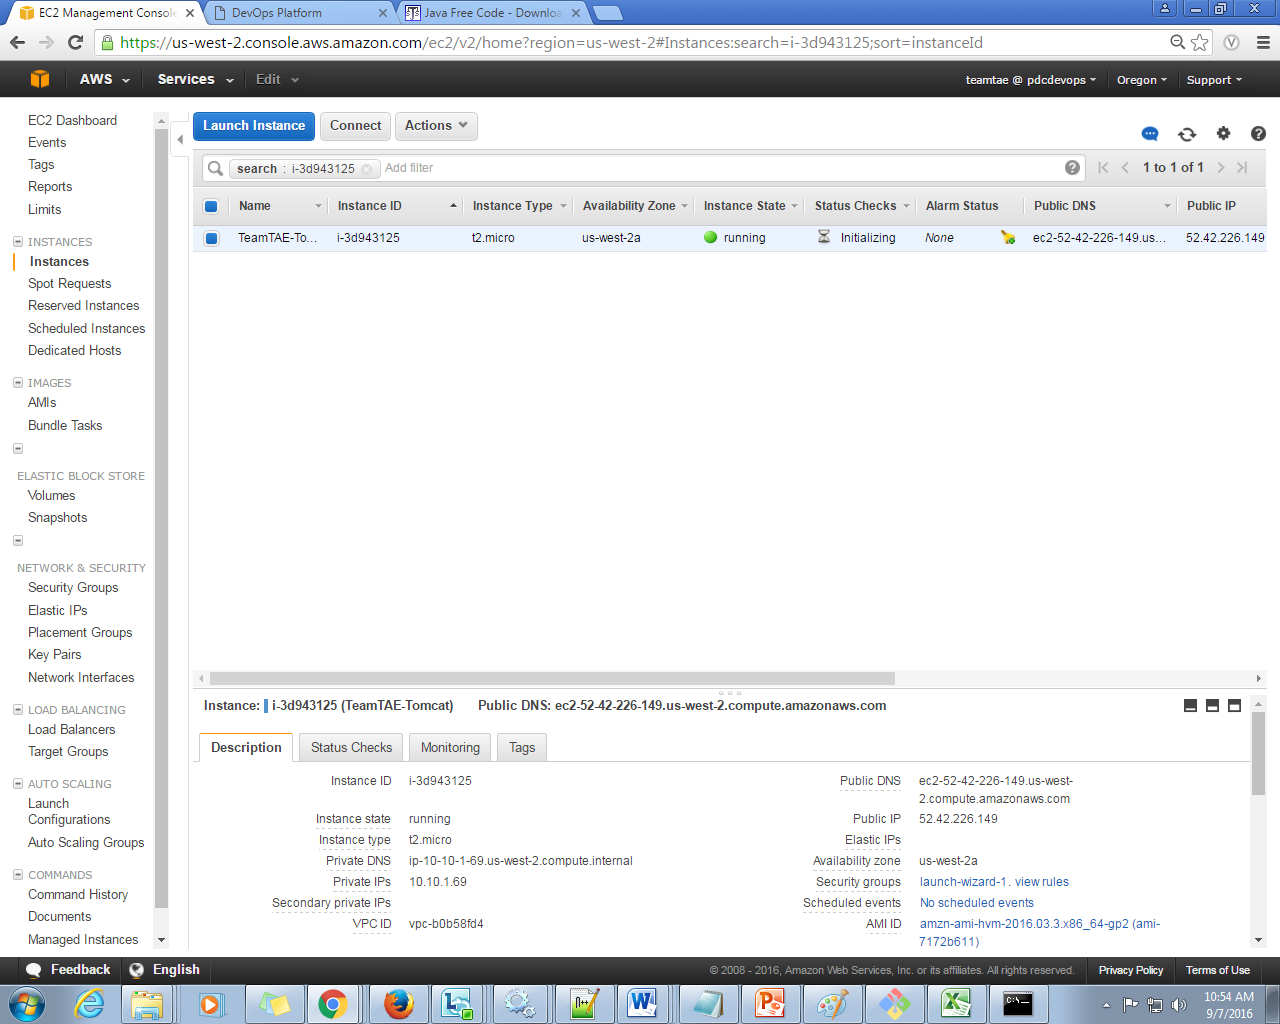 EC2 Management Consol
DevOps Platform
Java Free Code - Downloa
https://us-west-2.console.aws.amazon.com/ec2/v2/home?region=us-west-2#Instances:search=i-3d943125;sort=instanceId
AWS Services Edit teamtae @ pdcdevops Oregon Support
EC2 Dashboard
Events
Tags
Reports
Limits
INSTANCES
Instances
Spot Requests
Reserved Instances
Scheduled Instances
Dedicated Hosts
IMAGES
AMIs
Bundle Tasks
ELASTIC BLOCK STORE
Volumes
Snapshots
NETWORK & SECURITY
Security Groups
Elastic IPs
Placement Groups
Key Pairs
Network Interfaces
LOAD BALANCING
Load Balancers
Target Groups
AUTO SCALING
Launch
Configurations
Auto Scaling Groups
COMMANDS
Command History
Documents
Managed Instances
Launch Instance Connect Actions
search : i-3d943125 Add filter 1 to 1 of 1
Name Instance ID Instance Type Availability Zone Instance State Status Checks Alarm Status Public DNS Public IP
TeamTAE-To... i-3d943125 t2.micro us-west-2a running Initializing None ec2-52-42-226-149.us... 52.42.226.149
Instance: i-3d943125 (TeamTAE-Tomcat) Public DNS: ec2-52-42-226-149.us-west-2.compute.amazonaws.com
Description Status Checks Monitoring Tags
Instance ID i-3d943125
Instance state running
Instance type t2.micro
Private DNS ip-10-10-1-69.us-west-2.compute.internal
Private IPs 10.10.1.69
Secondary private IPs
VPC ID vpc-b0b58fd4
Public DNS ec2-52-42-226-149.us-west-
2.compute.amazonaws.com
Public IP 52.42.226.149
Elastic IPs
Availability zone us-west-2a
Security groups launch-wizard-1. view rules
Scheduled events No scheduled events
AMI ID amzn-ami-hvm-2016.03.3.x86_64-gp2 (ami-
7172b611)
Feedback English © 2008 - 2016, Amazon Web Services, Inc. or its affiliates. All rights reserved. Privacy Policy Terms of Use
10:54 AM
9/7/2016